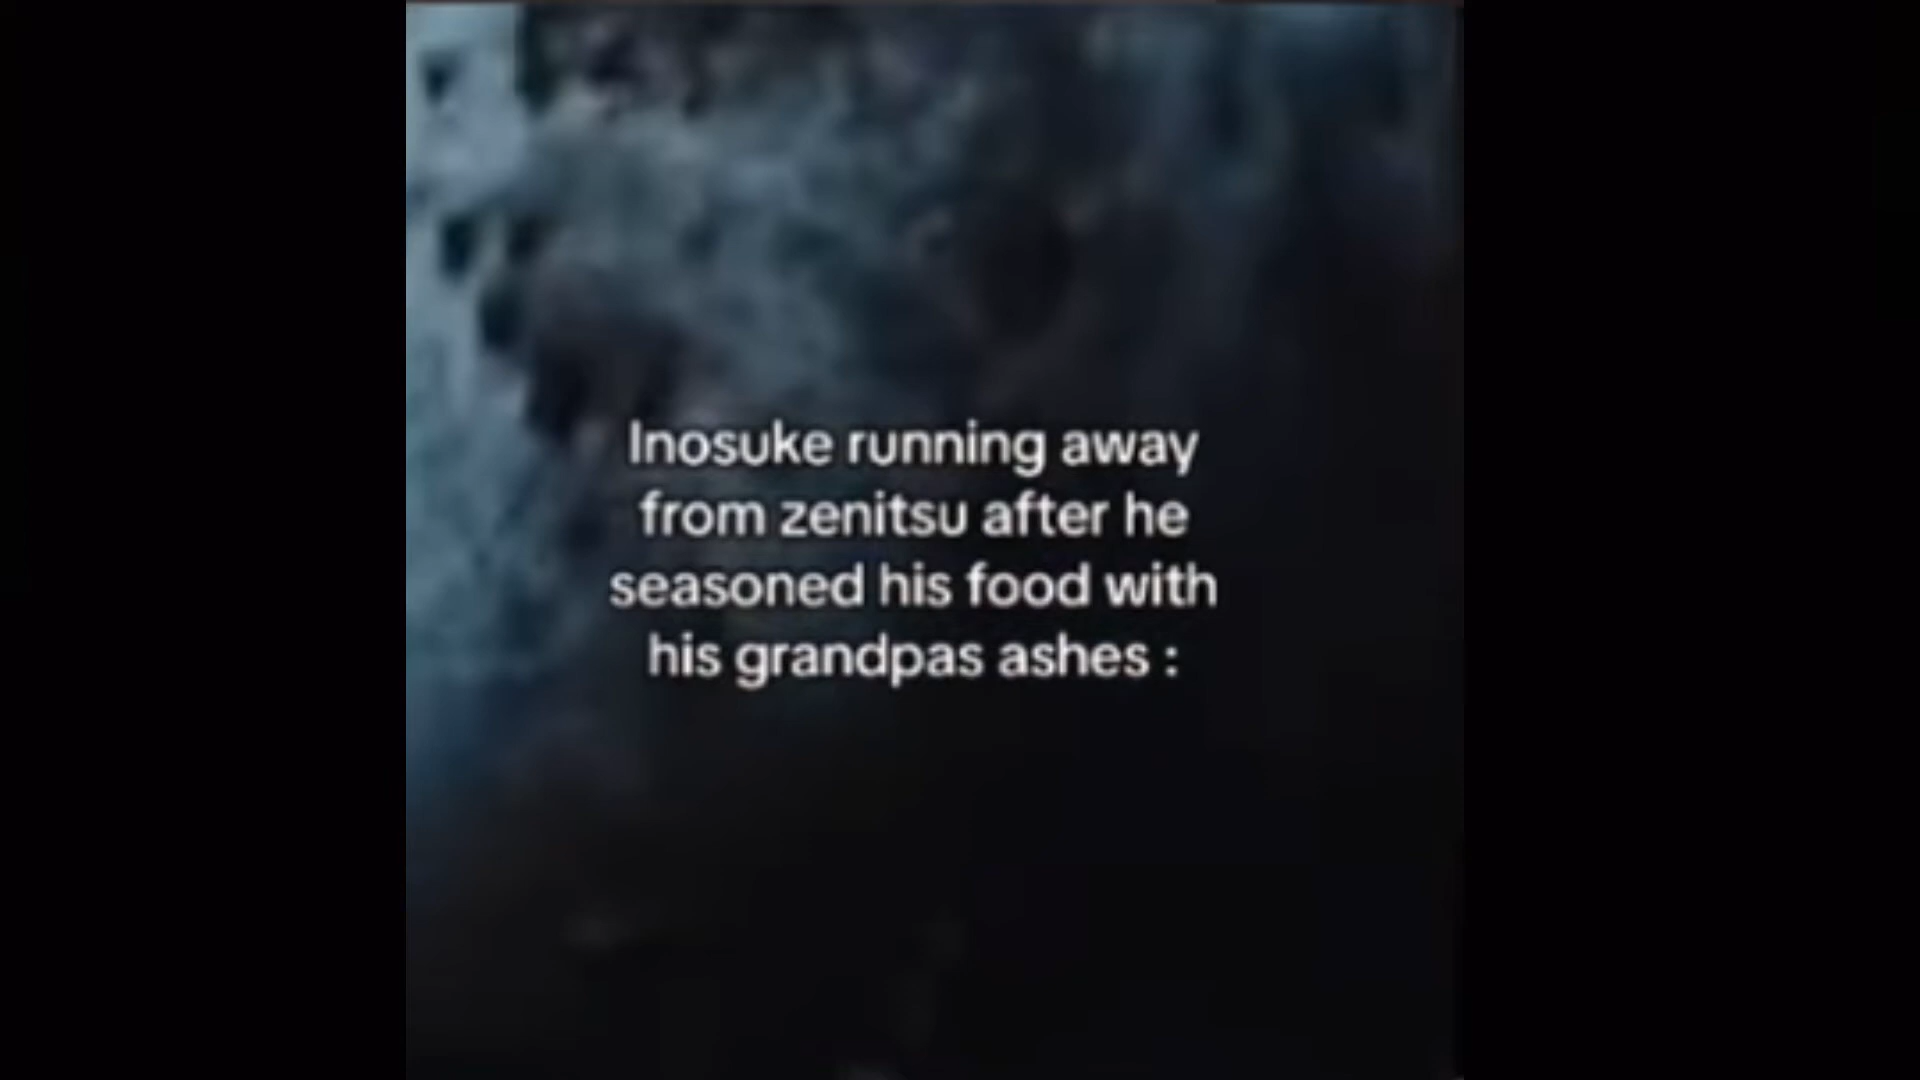 Inosuke running away
from zenitsu after he
seasoned his food with
his grandpas ashes :